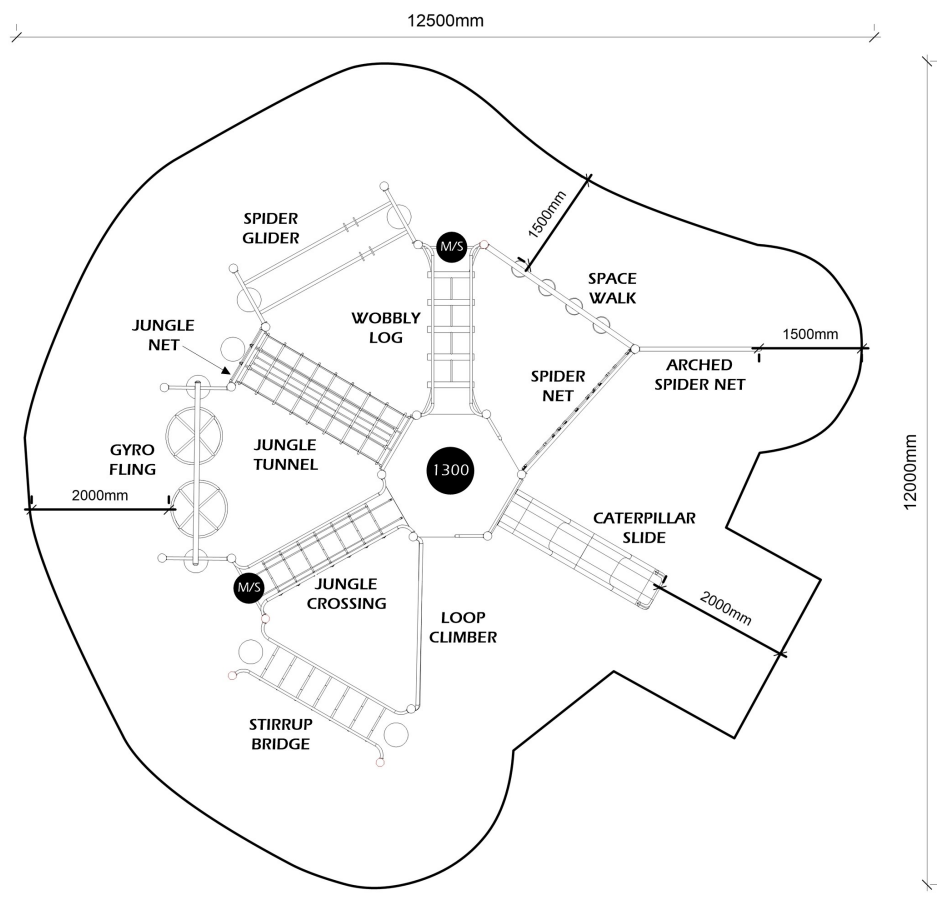 12500mm
SPIDER
GLIDER
M/S
1500mm
SPACE
WALK
WOBBLY
LOG
JUNGLE
NET
1500mm
ARCHED
SPIDER NET
SPIDER
NET
GYRO
FLING
JUNGLE
TUNNEL
1300
12000mm
2000mm
CATERPILLAR
SLIDE
M/S
JUNGLE
CROSSING
2000mm
LOOP
CLIMBER
STIRRUP
BRIDGE